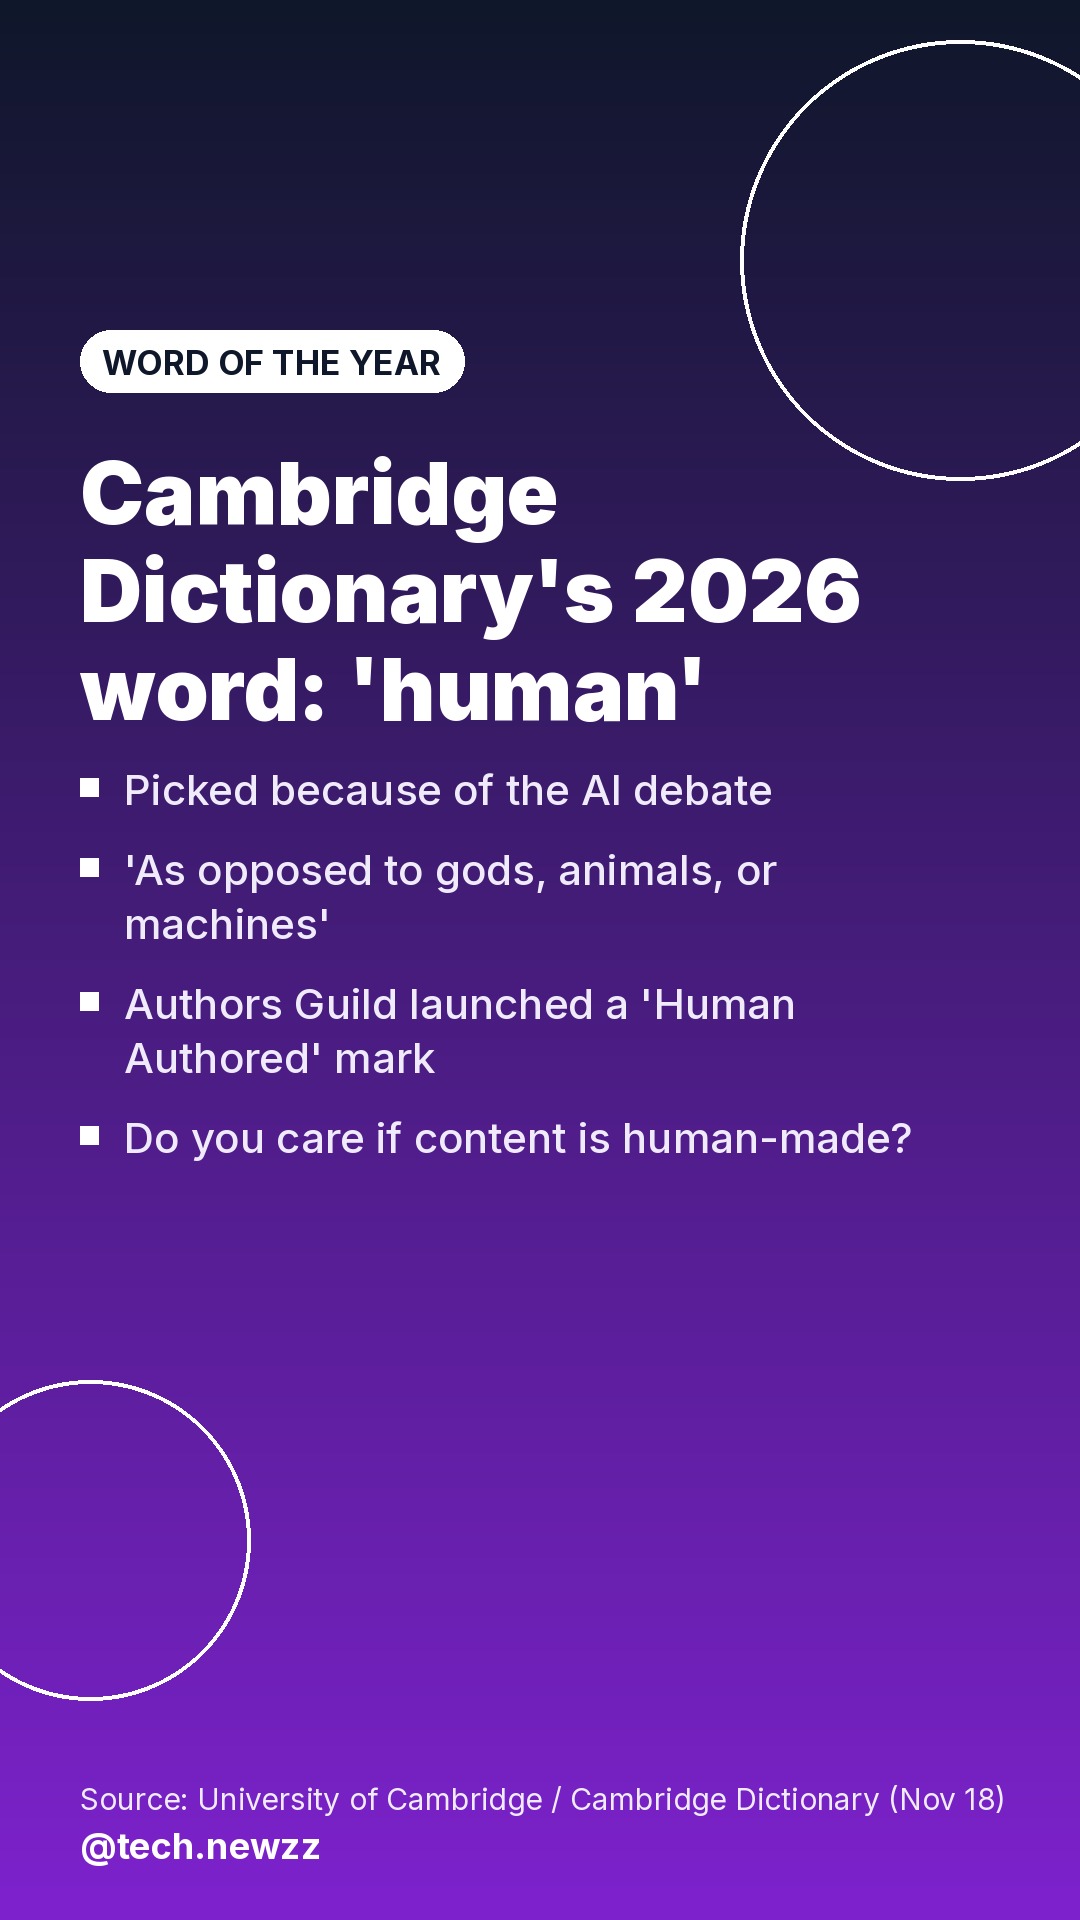 WORD OF THE YEAR
Cambridge
Dictionary's 2026
word: 'human'
Picked because of the AI debate
'As opposed to gods, animals, or
machines'
Authors Guild launched a 'Human
Authored' mark
Do you care if content is human-made?
Source: University of Cambridge / Cambridge Dictionary (Nov 18)
@tech.newzz